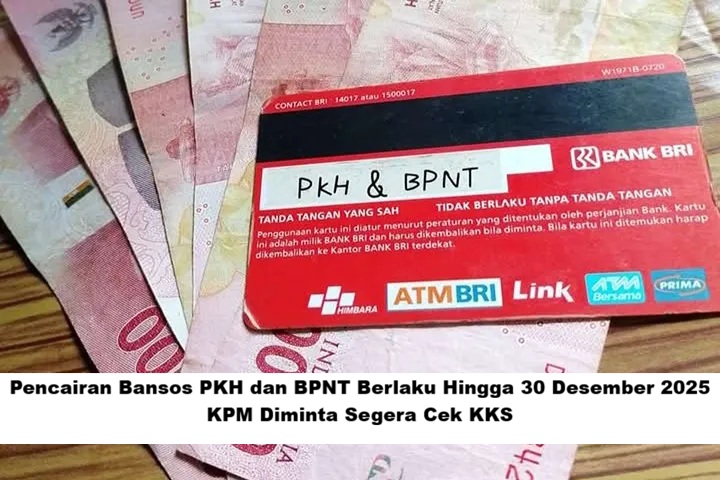 W1971B-0720
CONTACT BRI : 14017 atau 1500017
BANK BRI
PKH & BPNT
TANDA TANGAN YANG SAH
TIDAK BERLAKU TANPA TANDA TANGAN
Penggunaan kartu ini diatur menurut peraturan yang ditentukan oleh perjanjian Bank. Kartu
ini adalah milik BANK BRI dan harus dikembalikan bila diminta. Bila kartu ini ditemukan harap
dikembalikan ke Kantor BANK BRI terdekat.
HIMBARA
ATM BRI
Link
ATM
Bersama
PRIMA
Pencairan Bansos PKH dan BPNT Berlaku Hingga 30 Desember 2025
KPM Diminta Segera Cek KKS